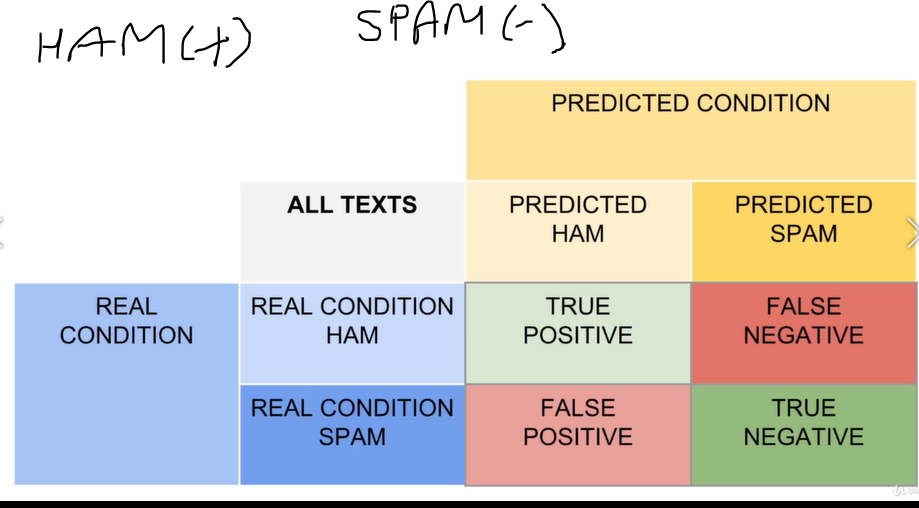 HAM(+) SPAM(-)
PREDICTED CONDITION
ALL TEXTS
PREDICTED
HAM
PREDICTED
SPAM
REAL
CONDITION
REAL CONDITION
HAM
TRUE
POSITIVE
FALSE
NEGATIVE
REAL CONDITION
SPAM
FALSE
POSITIVE
TRUE
NEGATIVE